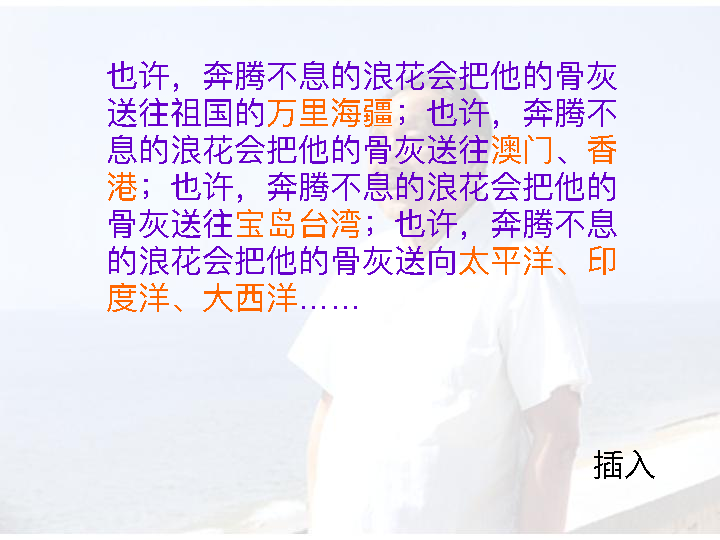 也许，奔腾不息的浪花会把他的骨灰
送往祖国的万里海疆；也许，奔腾不
息的浪花会把他的骨灰送往澳门、香
港；也许，奔腾不息的浪花会把他的
骨灰送往宝岛台湾；也许，奔腾不息
的浪花会把他的骨灰送向太平洋、印
度洋、大西洋……
插入